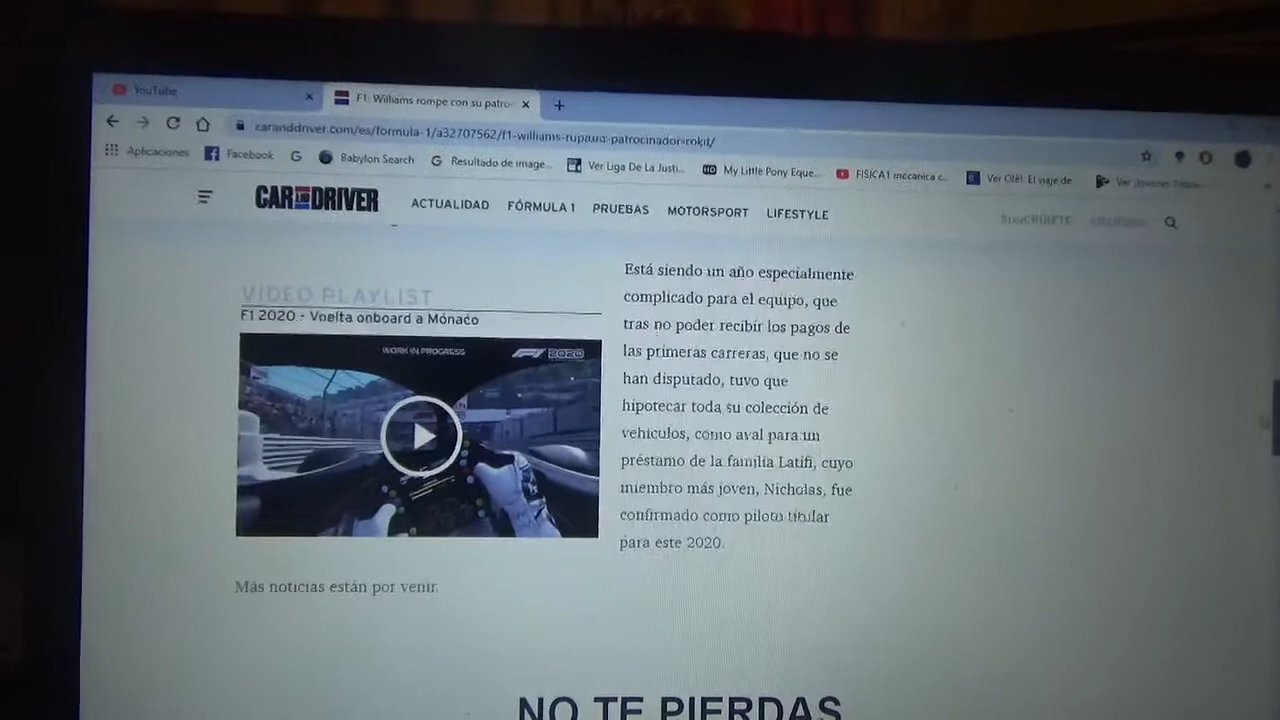 YouTube
F1: Williams rompe con su patro
caranddriver.com/es/formula-1/a32707562/f1-williams-ruptura-patrocinador-rokit/
Aplicaciones
Facebook
Babylon Search
Resultado de image...
Ver Liga De La Justi...
My Little Pony Eque...
FISICA1 mecanica c...
Ver Olé!. El viaje de
CAR AND DRIVER
ACTUALIDAD
FÓRMULA 1
PRUEBAS
MOTORSPORT
LIFESTYLE
SUSCRÍBETE
VIDEO PLAYLIST
F1 2020.- Vuelta onboard a Mónaco
WORK IN PROGRESS
F1 2020
Está siendo un año especialmente
complicado para el equipo, que
tras no poder recibir los pagos de
las primeras carreras, que no se
han disputado, tuvo que
hipotecar toda su colección de
vehículos, como aval para un
préstamo de la familia Latifi, cuyo
miembro más joven, Nicholas, fue
confirmado como piloto titular
para este 2020.
Más noticias están por venir.
NO TE PIERDAS